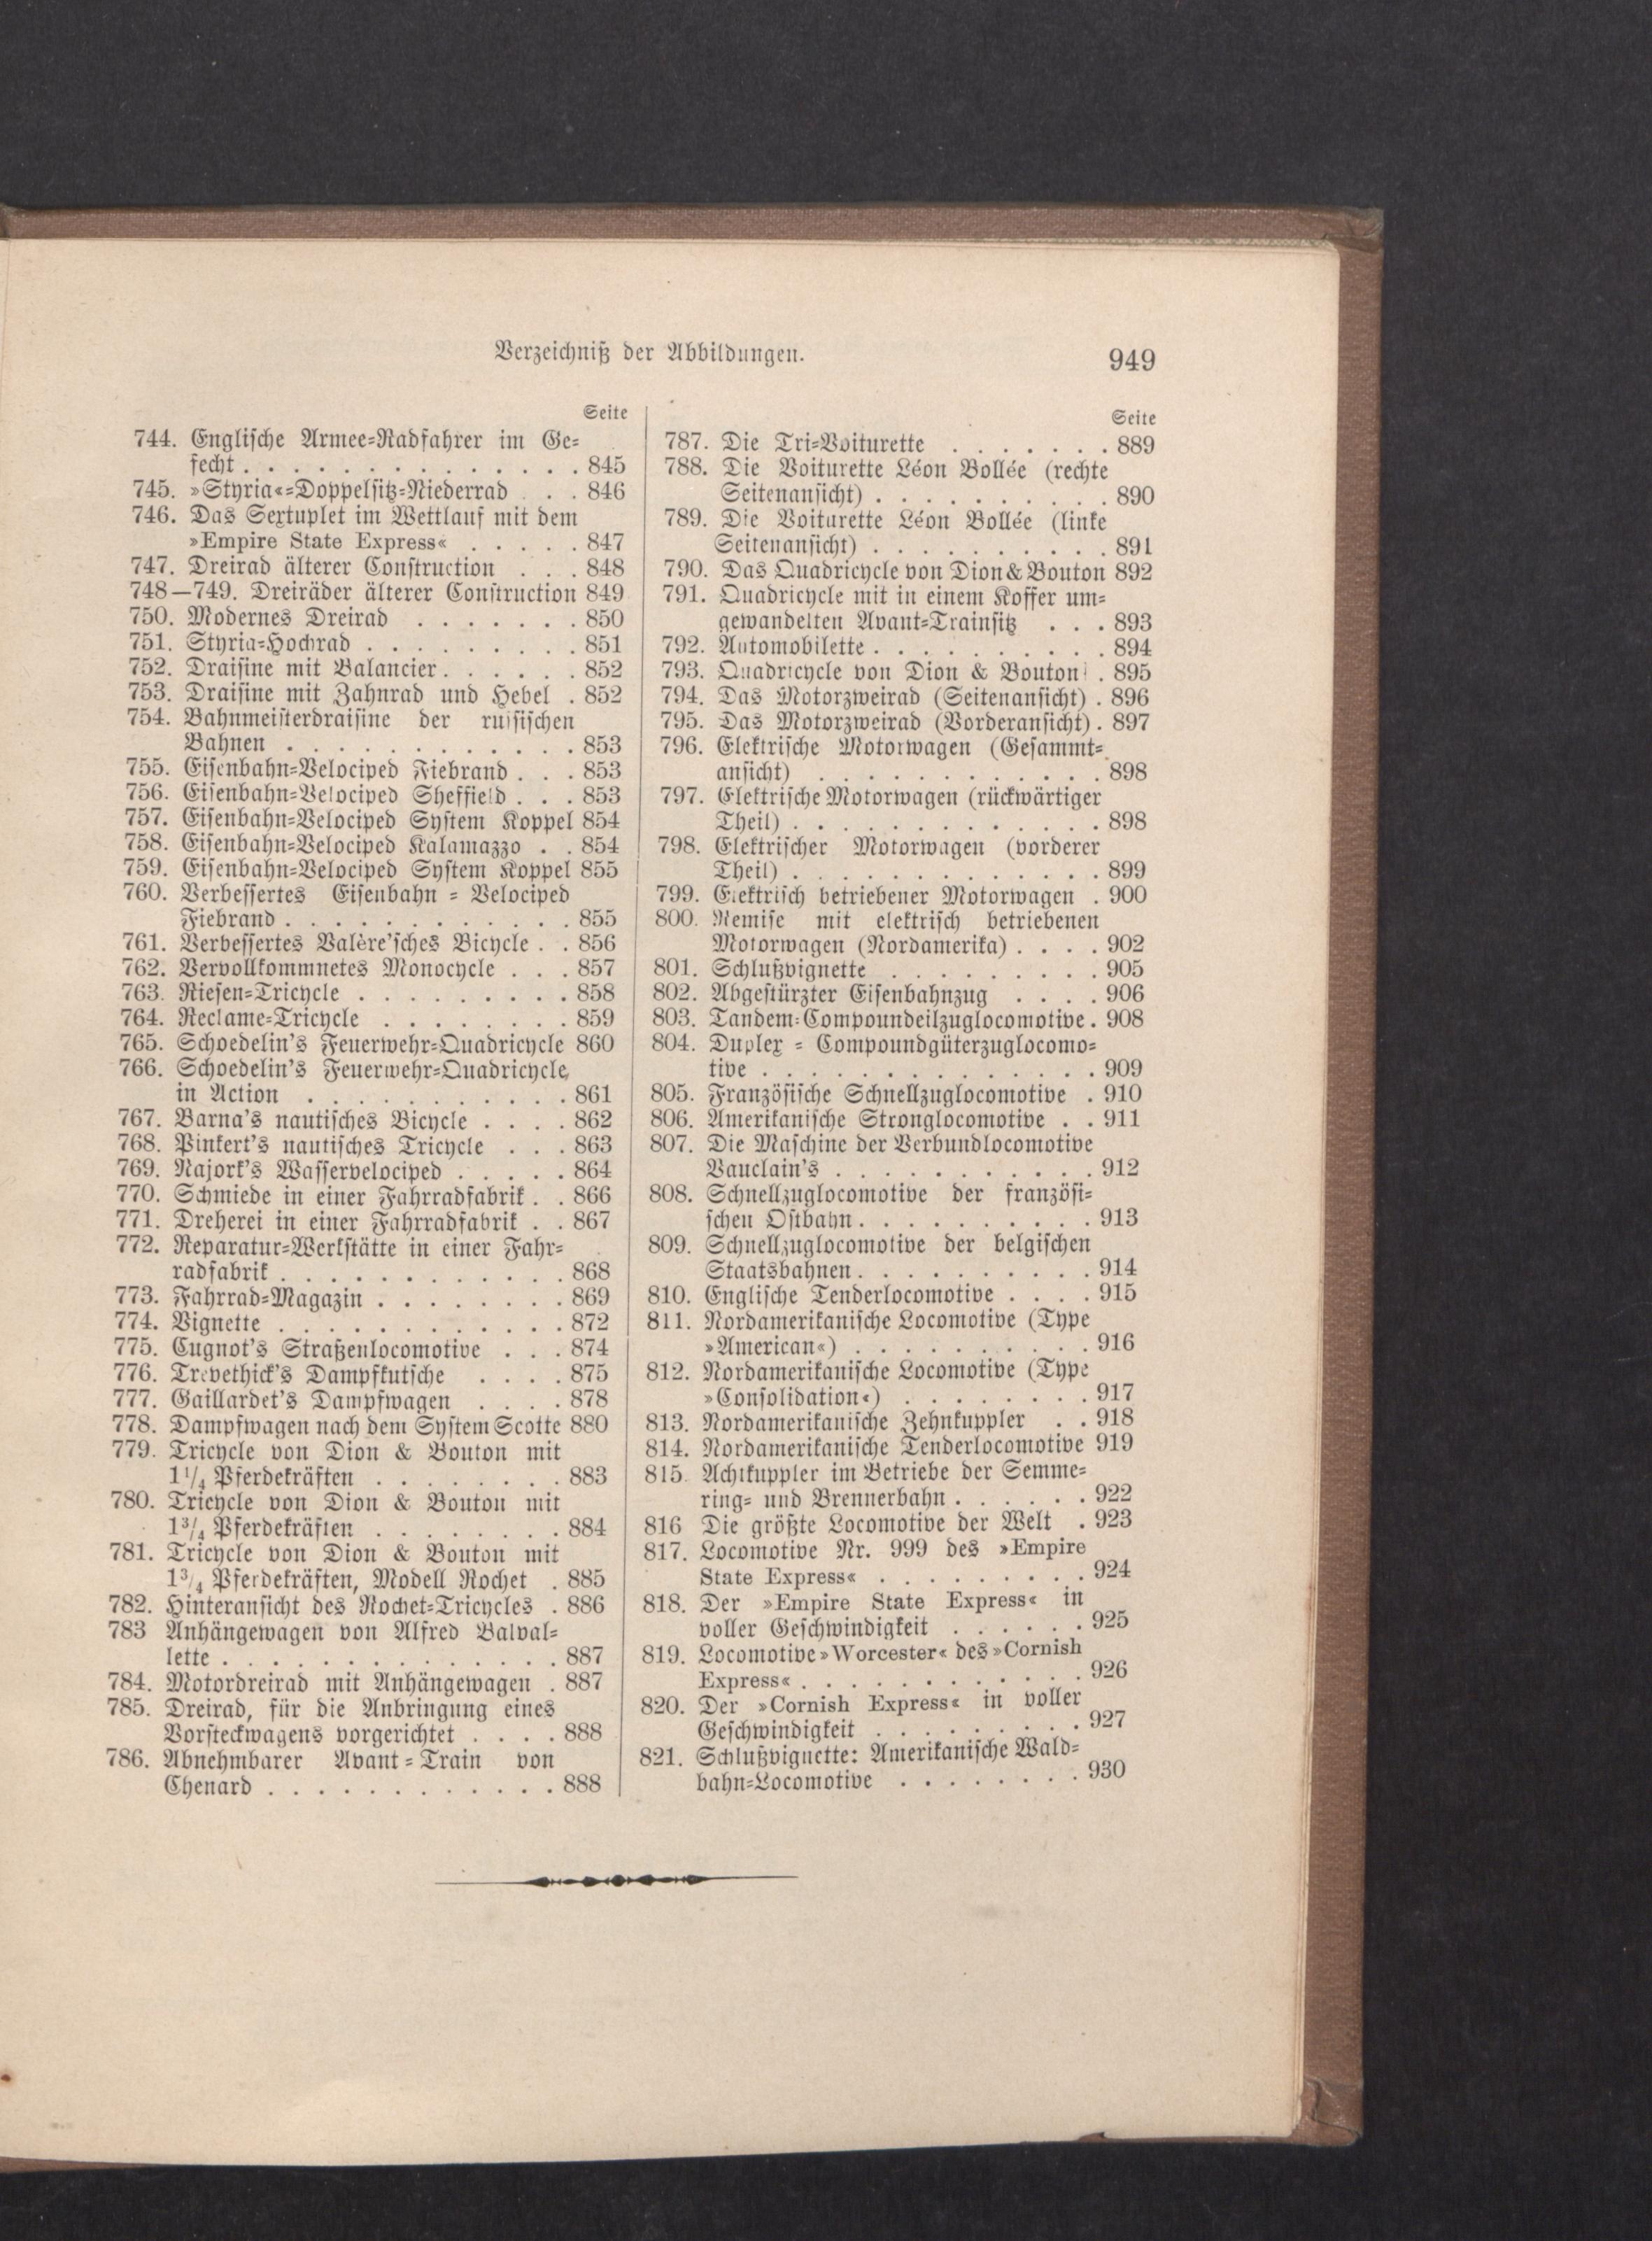 Verzeichniß der Abbildungen.
949
Seite
744. Englische Armee-Radfahrer im Ge-
fecht . . . . . . . . . . . . . . 845
745. »Styria«-Doppelsitz-Niederrad . . . 846
746. Das Sextuplet im Wettlauf mit dem
»Empire State Express« . . . . . 847
747. Dreirad älterer Construction . . . 848
748—749. Dreiräder älterer Construction 849
750. Modernes Dreirad . . . . . . . 850
751. Styria-Hochrad . . . . . . . . . 851
752. Draisine mit Balancier . . . . . . 852
753. Draisine mit Zahnrad und Hebel . 852
754. Bahnmeisterdraisine der russischen
Bahnen . . . . . . . . . . . . 853
755. Eisenbahn-Velociped Fiebrand . . . 853
756. Eisenbahn-Velociped Sheffield . . . 853
757. Eisenbahn-Velociped System Koppel 854
758. Eisenbahn-Velociped Kalamazzo . . 854
759. Eisenbahn-Velociped System Koppel 855
760. Verbessertes Eisenbahn-Velociped
Fiebrand . . . . . . . . . . . . 855
761. Verbessertes Valère'sches Bicycle . . 856
762. Vervollkommnetes Monocycle . . . 857
763. Riesen-Tricycle . . . . . . . . . 858
764. Reclame-Tricycle . . . . . . . . 859
765. Schoedelin's Feuerwehr-Quadricycle 860
766. Schoedelin's Feuerwehr-Quadricycle,
in Action . . . . . . . . . . . 861
767. Barna's nautisches Bicycle . . . . 862
768. Pinkert's nautisches Tricycle . . . 863
769. Najork's Wasservelociped . . . . . 864
770. Schmiede in einer Fahrradfabrik . . 866
771. Dreherei in einer Fahrradfabrik . . 867
772. Reparatur-Werkstätte in einer Fahr-
radfabrik . . . . . . . . . . . . 868
773. Fahrrad-Magazin . . . . . . . . 869
774. Vignette . . . . . . . . . . . . 872
775. Cugnot's Straßenlocomotive . . . 874
776. Trevethick's Dampfkutsche . . . . 875
777. Gaillardet's Dampfwagen . . . . 878
778. Dampfwagen nach dem System Scotte 880
779. Tricycle von Dion & Bouton mit
1 1/4 Pferdekräften . . . . . . . . 883
780. Tricycle von Dion & Bouton mit
1 3/4 Pferdekräften . . . . . . . . 884
781. Tricycle von Dion & Bouton mit
1 3/4 Pferdekräften, Modell Rochet . 885
782. Hinteransicht des Rochet-Tricycles . 886
783 Anhängewagen von Alfred Balval-
lette . . . . . . . . . . . . . . 887
784. Motordreirad mit Anhängewagen . 887
785. Dreirad, für die Anbringung eines
Vorsteckwagens vorgerichtet . . . . 888
786. Abnehmbarer Avant-Train von
Chenard . . . . . . . . . . . . 888
Seite
787. Die Tri-Voiturette . . . . . . . 889
788. Die Voiturette Léon Bollée (rechte
Seitenansicht) . . . . . . . . . . 890
789. Die Voiturette Léon Bollée (linke
Seitenansicht) . . . . . . . . . . 891
790. Das Quadricycle von Dion & Bouton 892
791. Quadricycle mit in einem Koffer um-
gewandelten Avant-Trainsitz . . . 893
792. Automobilette . . . . . . . . . . 894
793. Quadricycle von Dion & Bouton . 895
794. Das Motorzweirad (Seitenansicht) . 896
795. Das Motorzweirad (Vorderansicht) . 897
796. Elektrische Motorwagen (Gesammt-
ansicht) . . . . . . . . . . . . 898
797. Elektrische Motorwagen (rückwärtiger
Theil) . . . . . . . . . . . . . 898
798. Elektrischer Motorwagen (vorderer
Theil) . . . . . . . . . . . . . 899
799. Elektrisch betriebener Motorwagen . 900
800. Remise mit elektrisch betriebenen
Motorwagen (Nordamerika) . . . . 902
801. Schlußvignette . . . . . . . . . 905
802. Abgestürzter Eisenbahnzug . . . . 906
803. Tandem-Compoundeilzuglocomotive . 908
804. Duplex-Compoundgüterzuglocomo-
tive . . . . . . . . . . . . . . 909
805. Französische Schnellzuglocomotive . 910
806. Amerikanische Stronglocomotive . . 911
807. Die Maschine der Verbundlocomotive
Vauclain's . . . . . . . . . . . 912
808. Schnellzuglocomotive der französi-
schen Ostbahn . . . . . . . . . . 913
809. Schnellzuglocomotive der belgischen
Staatsbahnen . . . . . . . . . . 914
810. Englische Tenderlocomotive . . . . 915
811. Nordamerikanische Locomotive (Type
»American«) . . . . . . . . . . 916
812. Nordamerikanische Locomotive (Type
»Consolidation«) . . . . . . . . 917
813. Nordamerikanische Zehnkuppler . . 918
814. Nordamerikanische Tenderlocomotive 919
815. Achtkuppler im Betriebe der Semme-
ring- und Brennerbahn . . . . . . 922
816 Die größte Locomotive der Welt . 923
817. Locomotive Nr. 999 des »Empire
State Express« . . . . . . . . . 924
818. Der »Empire State Express« in
voller Geschwindigkeit . . . . . . 925
819. Locomotive »Worcester« des »Cornish
Express« . . . . . . . . . . . . 926
820. Der »Cornish Express« in voller
Geschwindigkeit . . . . . . . . . 927
821. Schlußvignette: Amerikanische Wald-
bahn-Locomotive . . . . . . . . 930